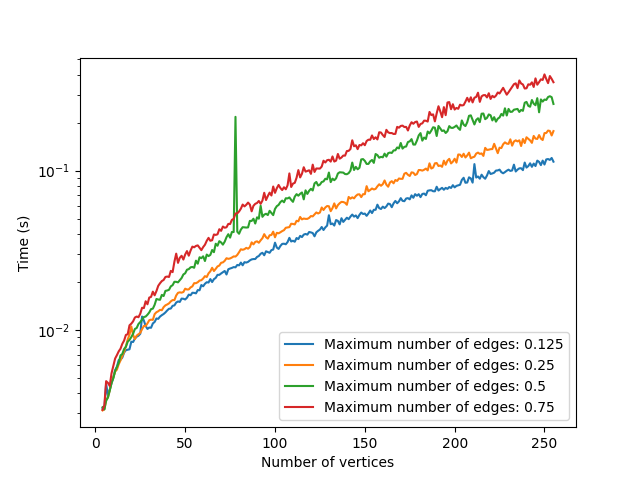 Time (s)
10⁻¹
10⁻²
0
50
100
150
200
250
Number of vertices
Maximum number of edges: 0.125
Maximum number of edges: 0.25
Maximum number of edges: 0.5
Maximum number of edges: 0.75